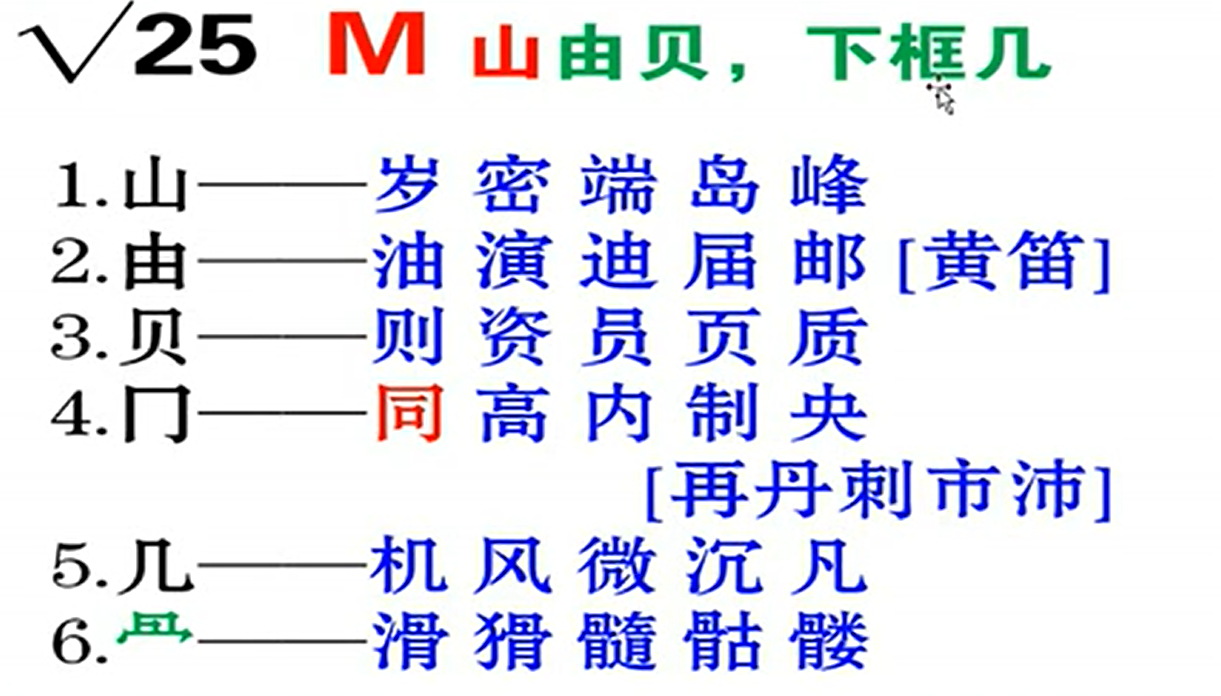 √25 M 山由贝，下框几
1.山——岁 密 端 岛 峰
2.由——油 演 迪 届 邮 [黄笛]
3.贝——则 资 员 页 质
4.冂——同 高 内 制 央
[再丹刺市沛]
5.几——机 风 微 沉 凡
6.⺫——滑 猾 髓 骷 髅